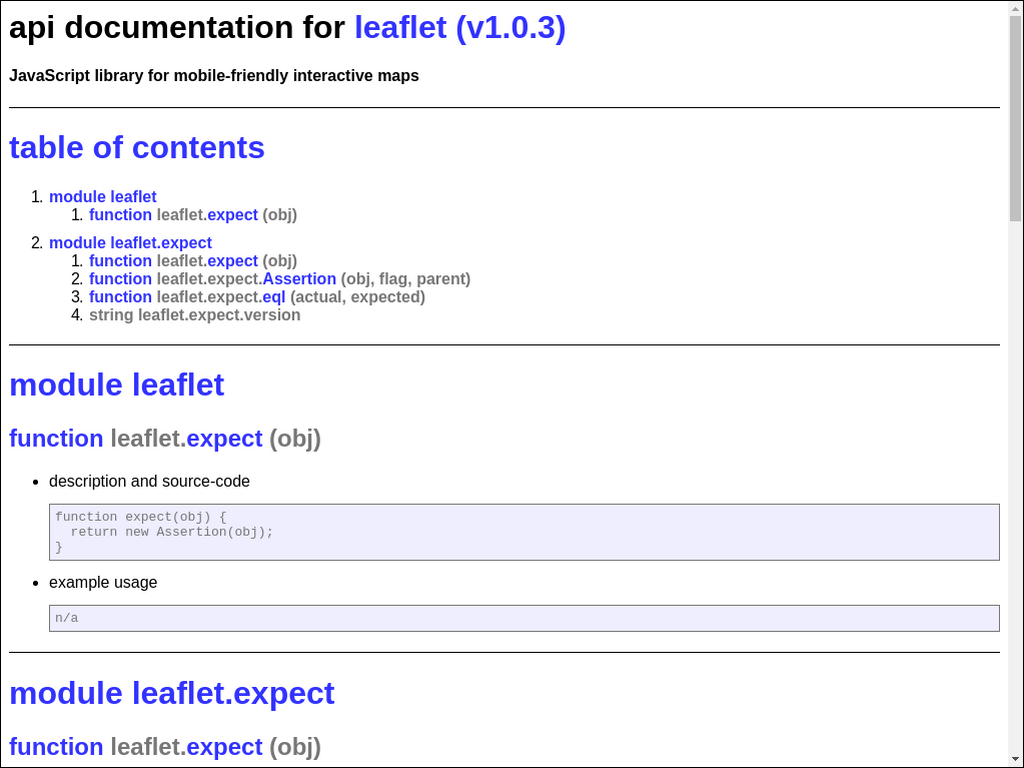 api documentation for leaflet (v1.0.3)
JavaScript library for mobile-friendly interactive maps
table of contents
1. module leaflet
1. function leaflet.expect (obj)
2. module leaflet.expect
1. function leaflet.expect (obj)
2. function leaflet.expect.Assertion (obj, flag, parent)
3. function leaflet.expect.eql (actual, expected)
4. string leaflet.expect.version
module leaflet
function leaflet.expect (obj)
• description and source-code
function expect(obj) {
  return new Assertion(obj);
}
• example usage
n/a
module leaflet.expect
function leaflet.expect (obj)